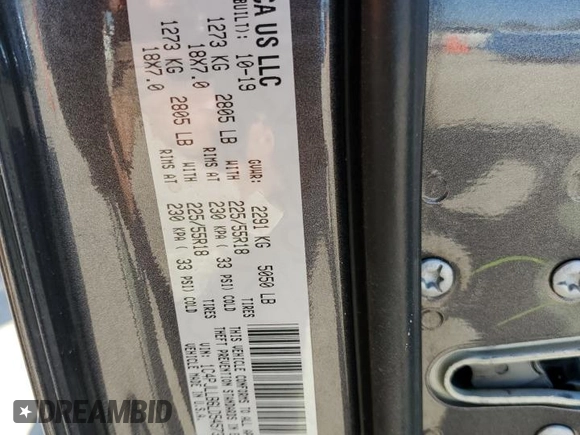 CA US LLC
BUILT): 10-19
GVWR: 2291 KG 5050 LB
1273 KG 2805 LB WITH 225/55R18 TIRES
18X7.0 RIMS AT 230 KPA ( 33 PSI) COLD
1273 KG 2805 LB WITH 225/55R18 TIRES
18X7.0 RIMS AT 230 KPA ( 33 PSI) COLD
THIS VEHICLE CONFORMS TO
THEFT PREVENTION STANDARDS IN
VIN:
VEHICLE MADE IN U.S.A.
DREAMBID